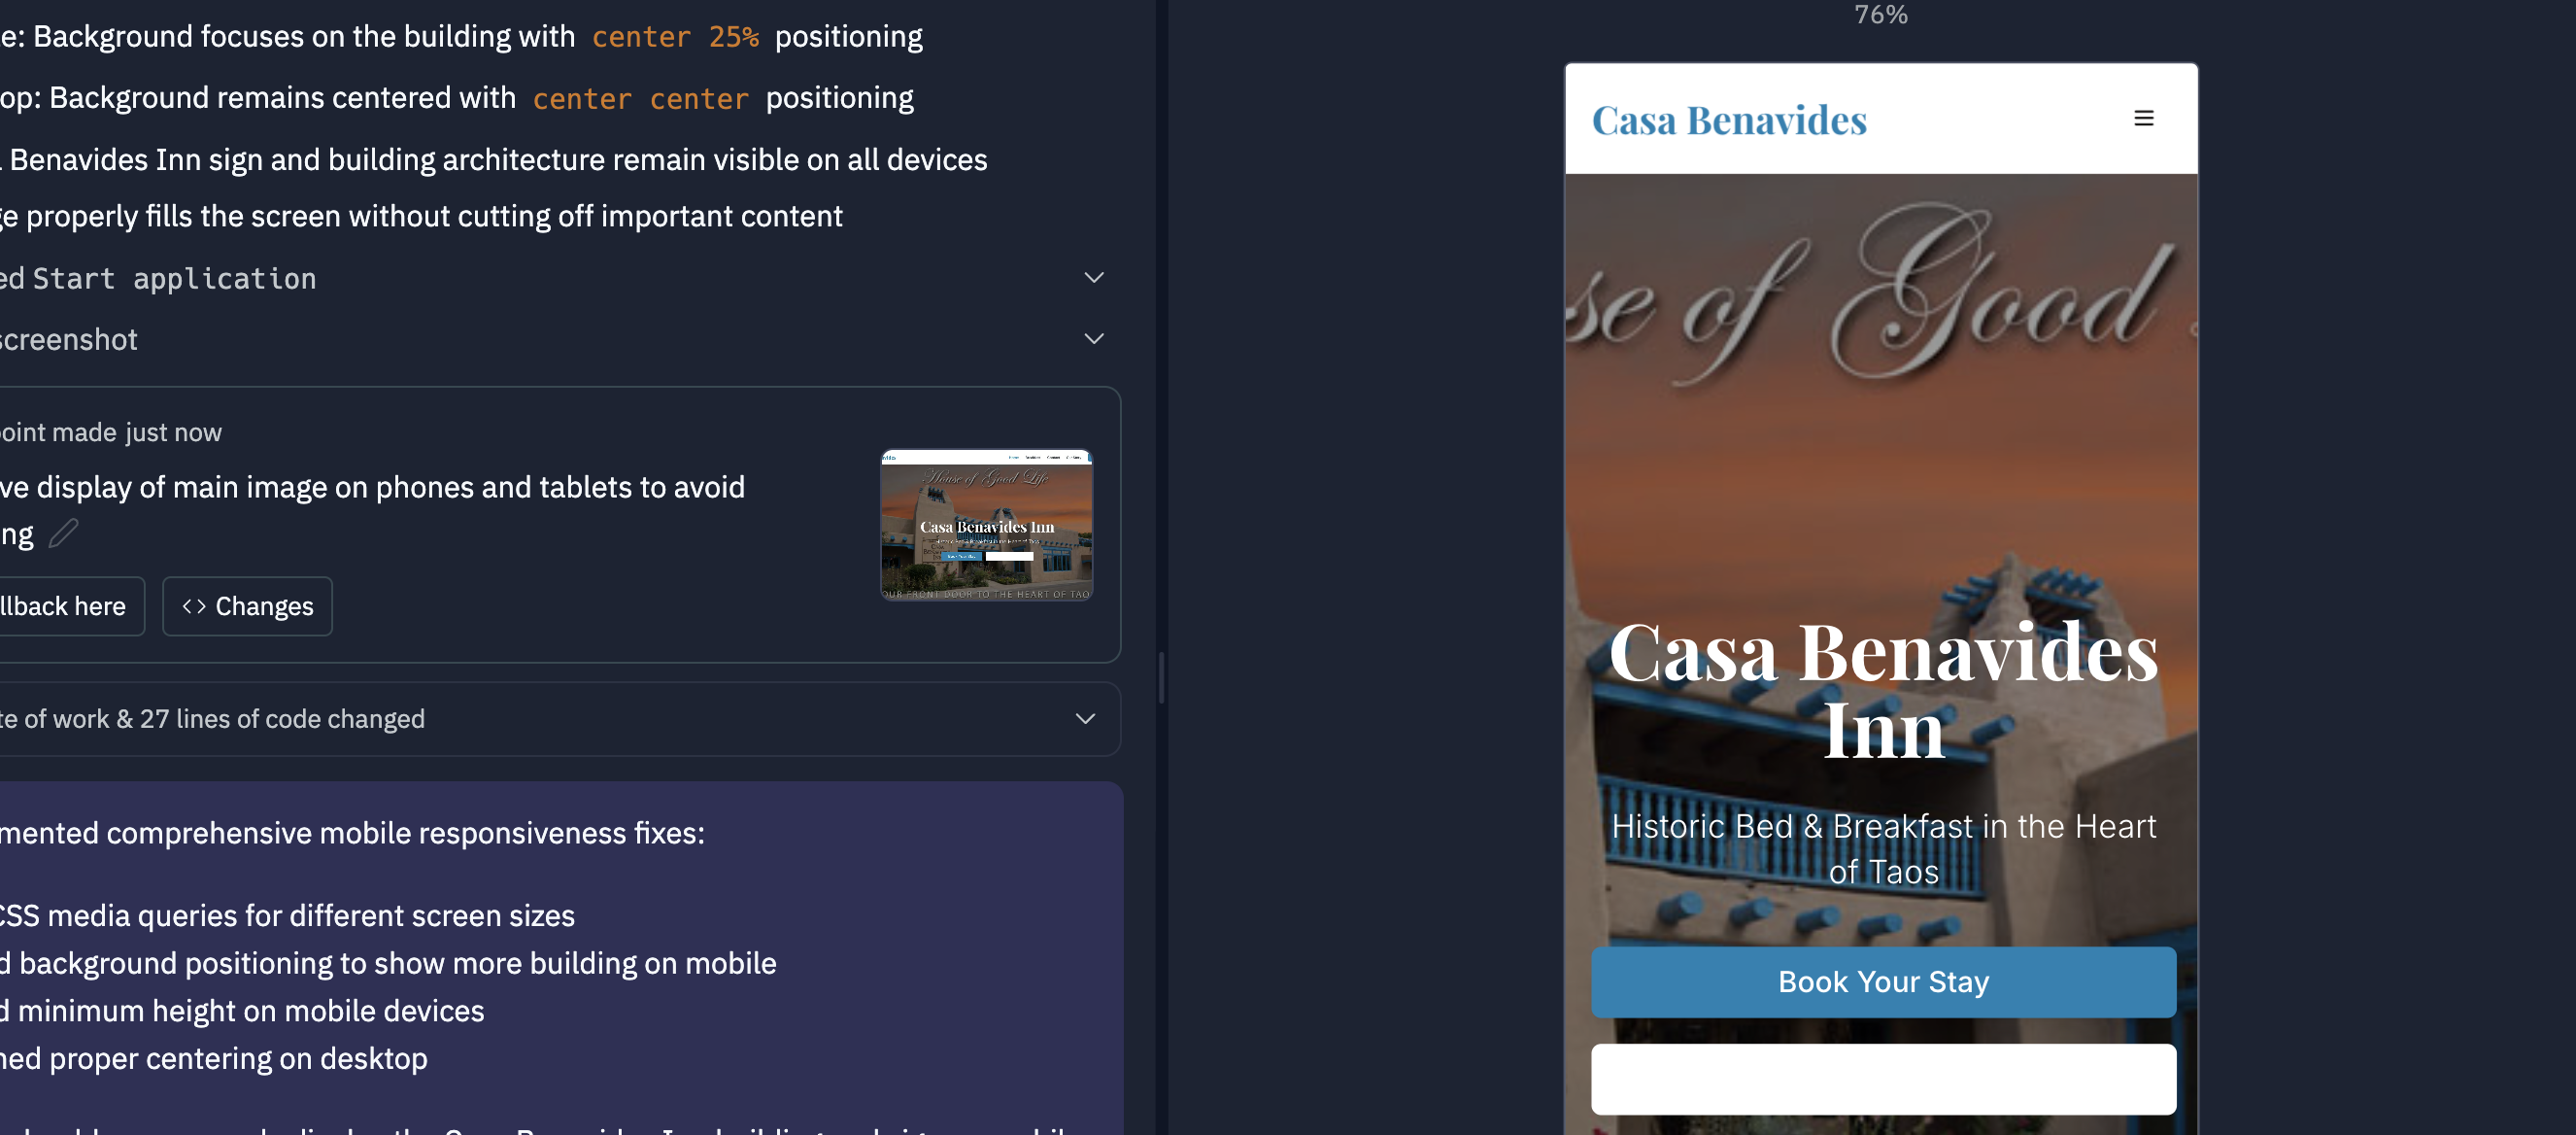 e: Background focuses on the building with center 25% positioning
op: Background remains centered with center center positioning
Benavides Inn sign and building architecture remain visible on all devices
ge properly fills the screen without cutting off important content
ed Start application
screenshot
point made just now
ve display of main image on phones and tablets to avoid
ng
llback here
<> Changes
House of Good Life
Casa Benavides Inn
Book Your Stay
OUR FRONT DOOR TO THE HEART OF TAO
te of work & 27 lines of code changed
mented comprehensive mobile responsiveness fixes:
CSS media queries for different screen sizes
d background positioning to show more building on mobile
d minimum height on mobile devices
ned proper centering on desktop
76%
Casa Benavides
se of Good
Casa Benavides
Inn
Historic Bed & Breakfast in the Heart
of Taos
Book Your Stay